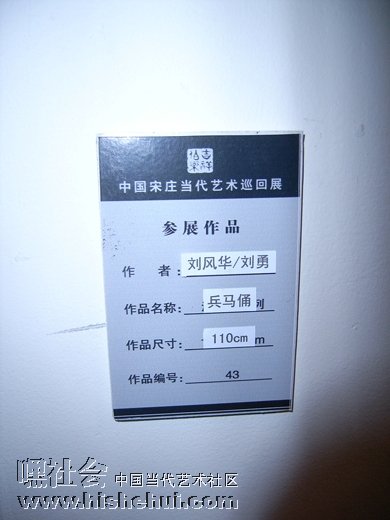 中国宋庄当代艺术巡回展
参展作品
作 者：刘风华/刘勇
作品名称：兵马俑列
作品尺寸：110cm m
作品编号： 43
嘿社会 中国当代艺术社区
www.hishehui.com